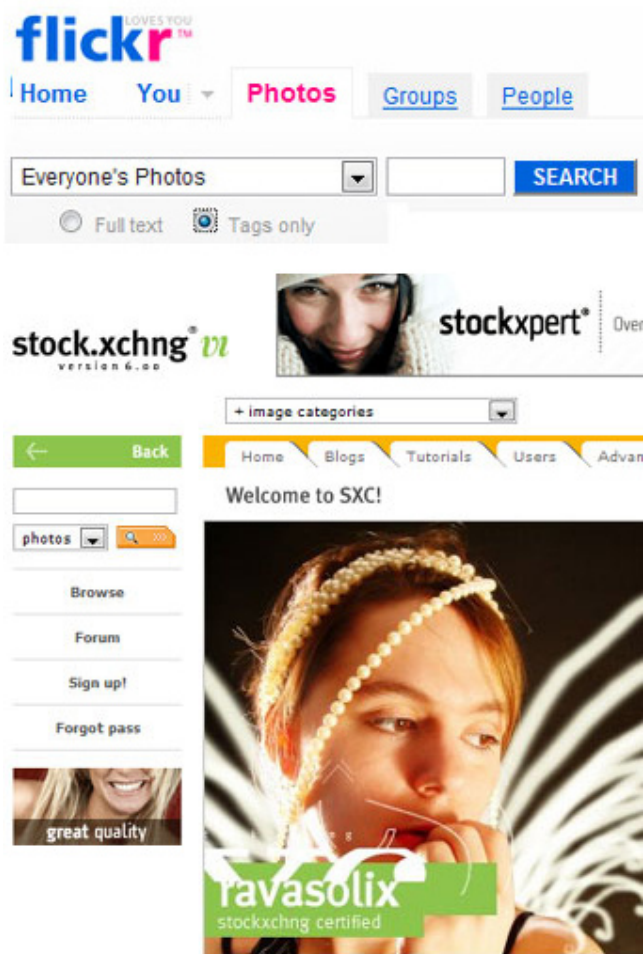 LOVES YOU
flickr™
Home You Photos Groups People
Everyone's Photos SEARCH
Full text Tags only
stock.xchng® vi
version 6.00
stockxpert®
+ image categories
Back
Home Blogs Tutorials Users
Welcome to SXC!
photos
Browse
Forum
Sign up!
Forgot pass
great quality
ravasolix
stockxchng certified